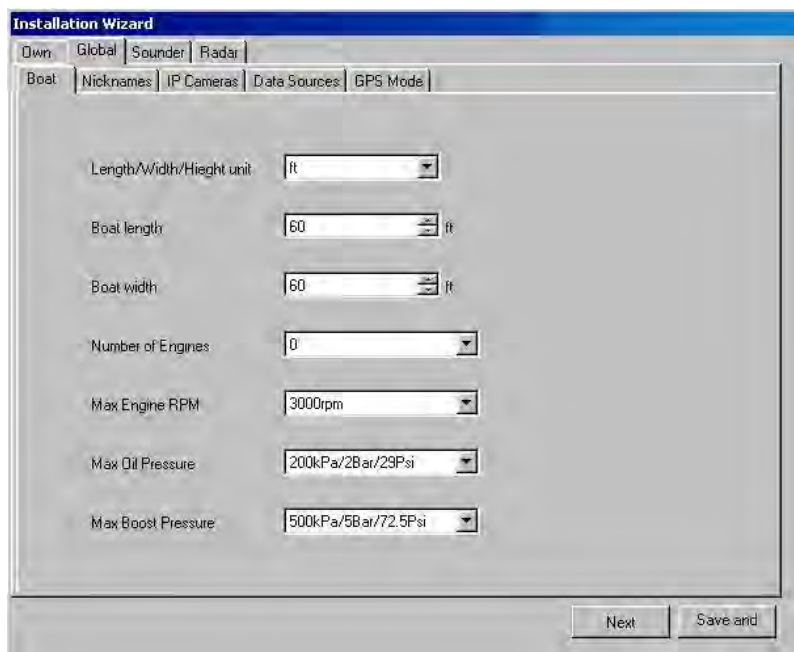 Installation Wizard
Own Global Sounder Radar
Boat Nicknames IP Cameras Data Sources GPS Mode
Length/Width/Hieght unit ft
Boat length 60 ft
Boat width 60 ft
Number of Engines 0
Max Engine RPM 3000rpm
Max Oil Pressure 200kPa/2Bar/29Psi
Max Boost Pressure 500kPa/5Bar/72.5Psi
Next Save and